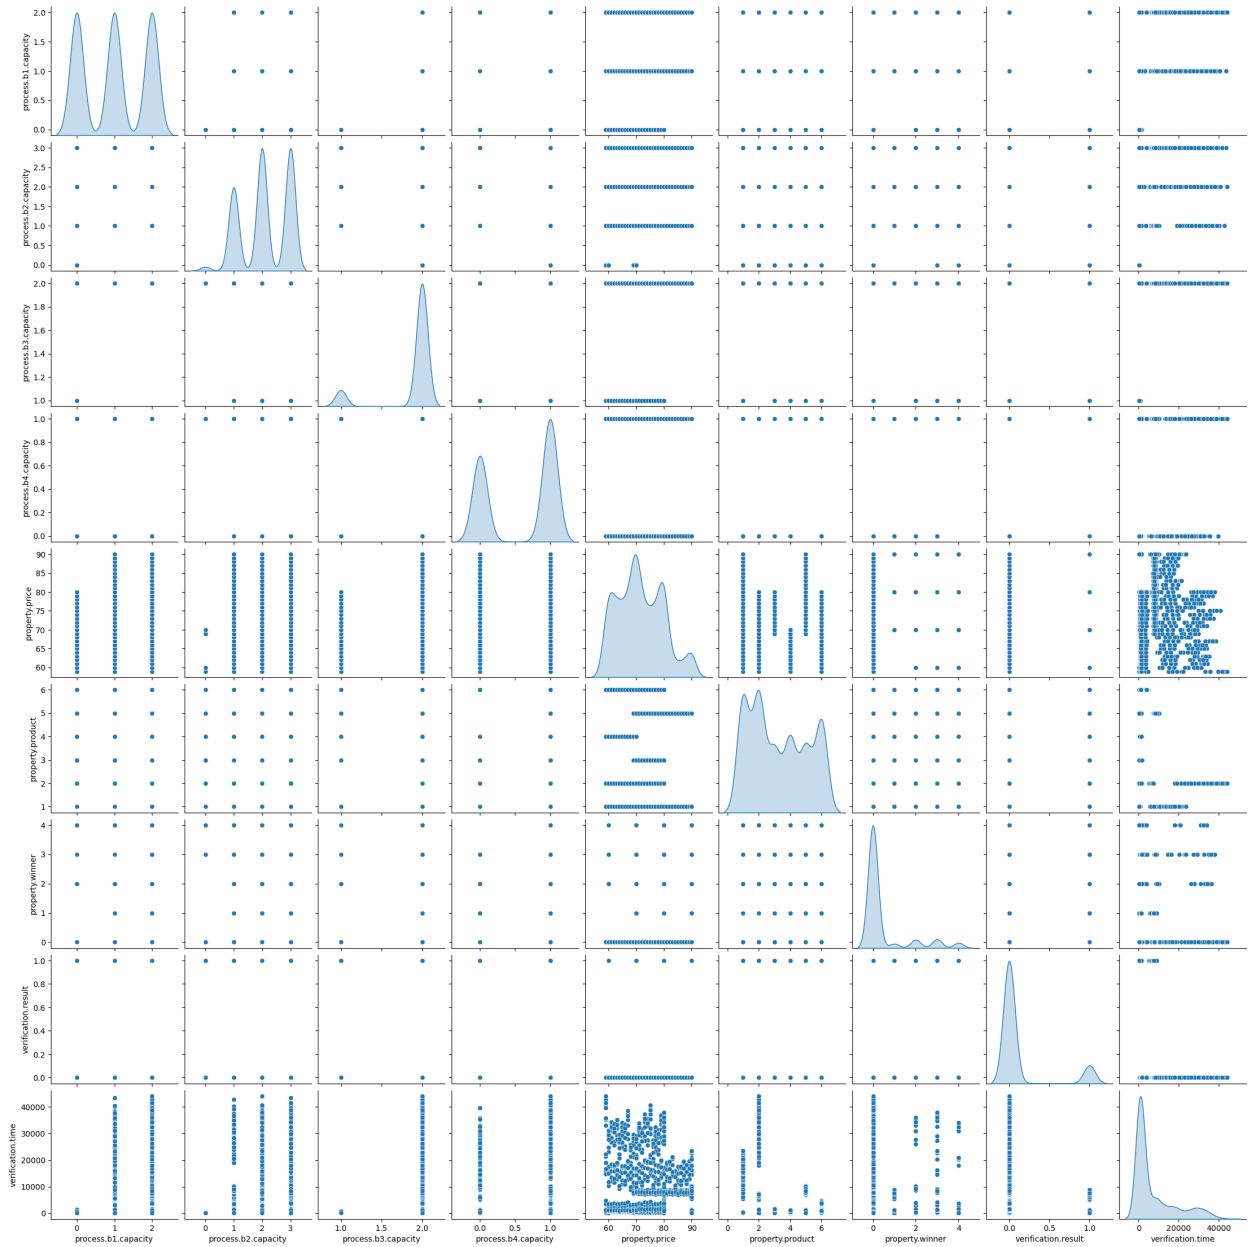 process.b1.capacity
2.0
1.5
1.0
0.5
0.0
process.b2.capacity
3.0
2.5
2.0
1.5
1.0
0.5
0.0
process.b3.capacity
2.0
1.8
1.6
1.4
1.2
1.0
process.b4.capacity
1.0
0.8
0.6
0.4
0.2
0.0
property.price
90
85
80
75
70
65
60
property.product
6
5
4
3
2
1
property.winner
4
3
2
1
0
verification.result
1.0
0.8
0.6
0.4
0.2
0.0
verification.time
40000
30000
20000
10000
0
0 1 2
process.b1.capacity
0 1 2 3
process.b2.capacity
1.0 1.5 2.0
process.b3.capacity
0.0 0.5 1.0
process.b4.capacity
60 70 80 90
property.price
0 2 4 6
property.product
0 2 4
property.winner
0.0 0.5 1.0
verification.result
0 20000 40000
verification.time